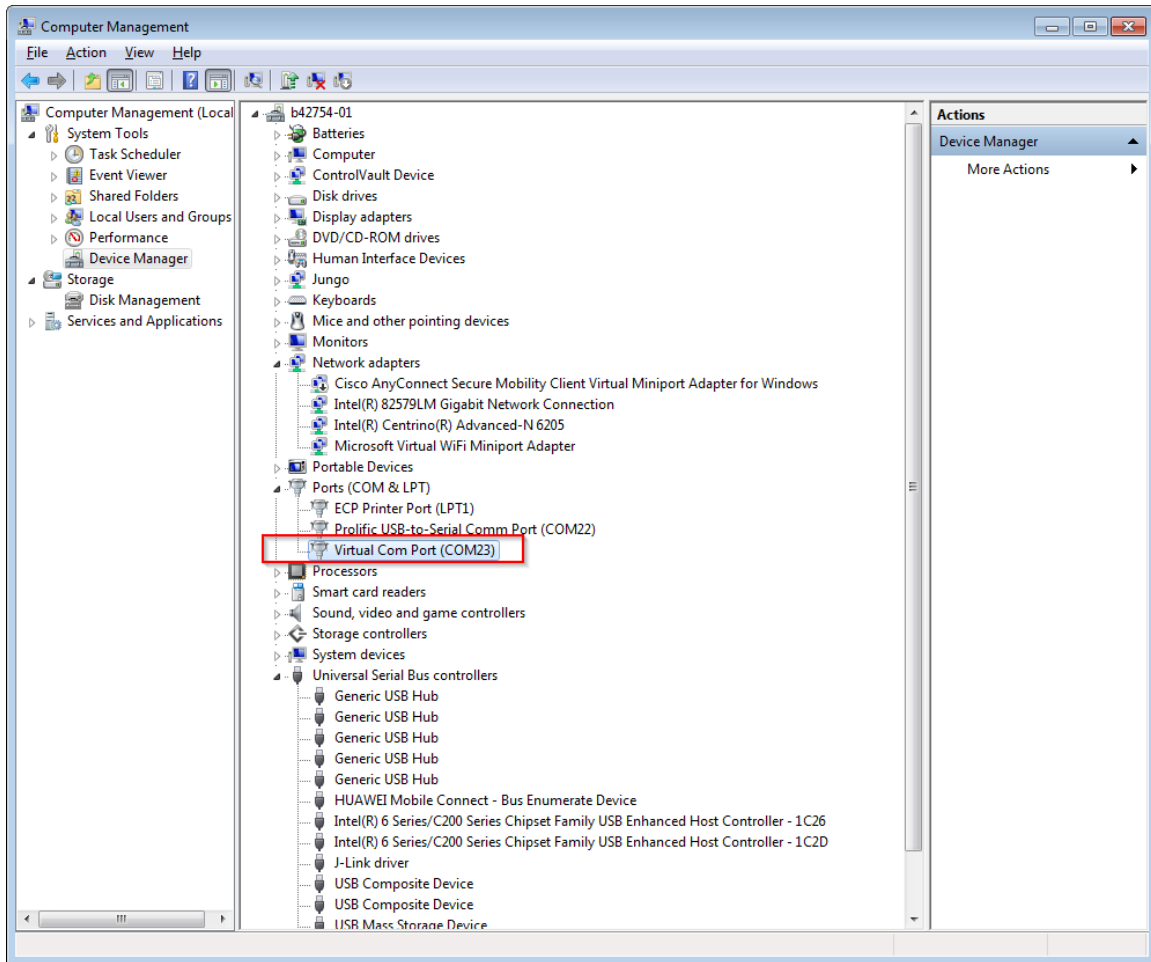 Computer Management
File Action View Help
Computer Management (Local
System Tools
Task Scheduler
Event Viewer
Shared Folders
Local Users and Groups
Performance
Device Manager
Storage
Disk Management
Services and Applications
b42754-01
Batteries
Computer
ControlVault Device
Disk drives
Display adapters
DVD/CD-ROM drives
Human Interface Devices
Jungo
Keyboards
Mice and other pointing devices
Monitors
Network adapters
Cisco AnyConnect Secure Mobility Client Virtual Miniport Adapter for Windows
Intel(R) 82579LM Gigabit Network Connection
Intel(R) Centrino(R) Advanced-N 6205
Microsoft Virtual WiFi Miniport Adapter
Portable Devices
Ports (COM & LPT)
ECP Printer Port (LPT1)
Prolific USB-to-Serial Comm Port (COM22)
Virtual Com Port (COM23)
Processors
Smart card readers
Sound, video and game controllers
Storage controllers
System devices
Universal Serial Bus controllers
Generic USB Hub
Generic USB Hub
Generic USB Hub
Generic USB Hub
Generic USB Hub
HUAWEI Mobile Connect - Bus Enumerate Device
Intel(R) 6 Series/C200 Series Chipset Family USB Enhanced Host Controller - 1C26
Intel(R) 6 Series/C200 Series Chipset Family USB Enhanced Host Controller - 1C2D
J-Link driver
USB Composite Device
USB Composite Device
USB Mass Storage Device
Actions
Device Manager
More Actions